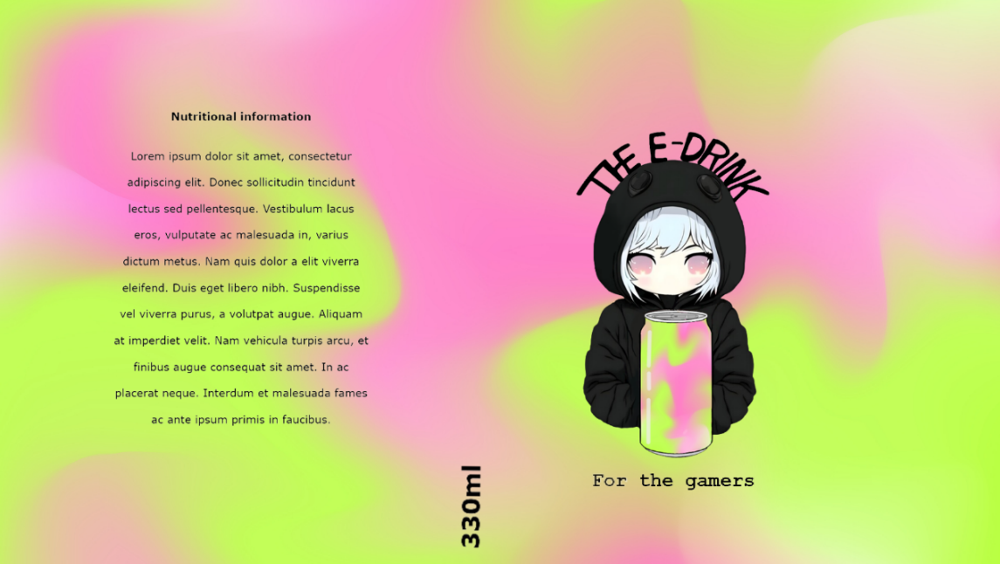 Nutritional information
Lorem ipsum dolor sit amet, consectetur
adipiscing elit. Donec sollicitudin tincidunt
lectus sed pellentesque. Vestibulum lacus
eros, vulputate ac malesuada in, varius
dictum metus. Nam quis dolor a elit viverra
eleifend. Duis eget libero nibh. Suspendisse
vel viverra purus, a volutpat augue. Aliquam
at imperdiet velit. Nam vehicula turpis arcu, et
finibus augue consequat sit amet. In ac
placerat neque. Interdum et malesuada fames
ac ante ipsum primis in faucibus.
330ml
THE E-DRINK
For the gamers